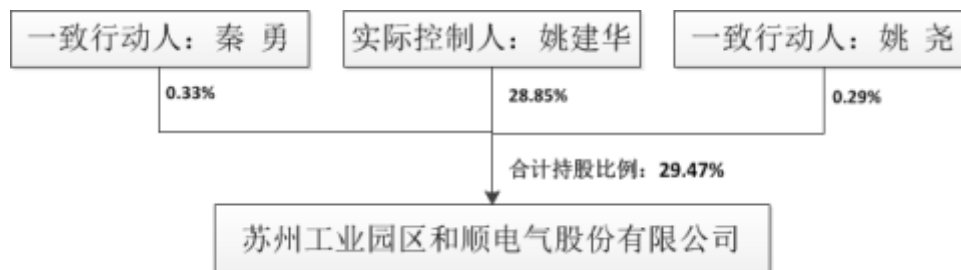 一致行动人：秦 勇
实际控制人：姚建华
一致行动人：姚 尧
0.33%
28.85%
0.29%
合计持股比例：29.47%
苏州工业园区和顺电气股份有限公司